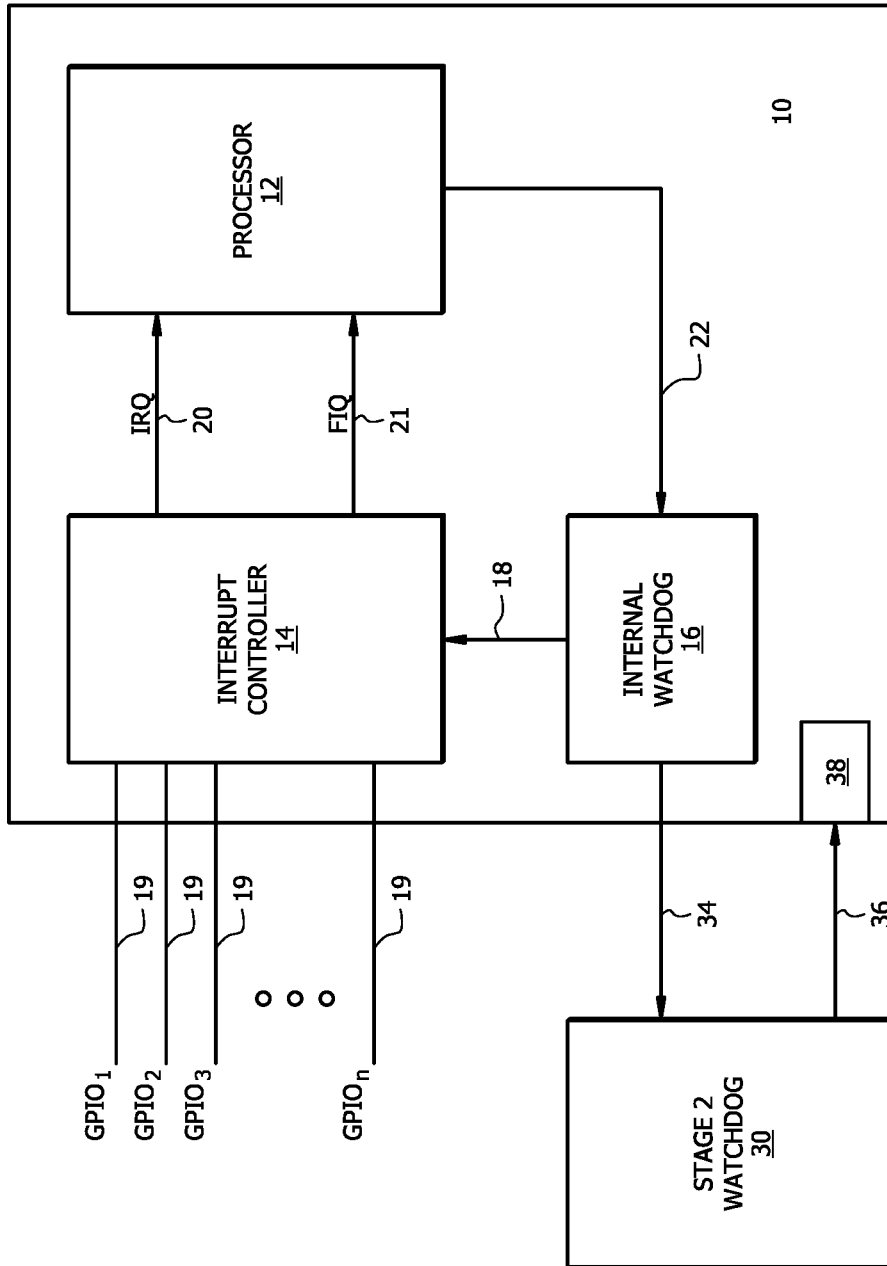 GPIO1
GPIO2
GPIO3
GPIOn
19
19
19
19
INTERRUPT
CONTROLLER
14
IRQ
20
FIQ
21
PROCESSOR
12
18
22
INTERNAL
WATCHDOG
16
10
34
36
38
STAGE 2
WATCHDOG
30